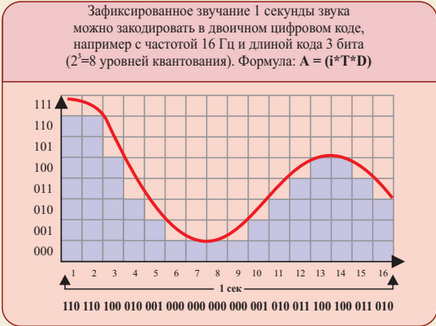 Зафиксированное звучание 1 секунды звука
можно закодировать в двоичном цифровом коде,
например с частотой 16 Гц и длиной кода 3 бита
(2³=8 уровней квантования). Формула: А = (i*T*D)
111
110
101
100
011
010
001
000
1 2 3 4 5 6 7 8 9 10 11 12 13 14 15 16
1 сек
110 110 100 010 001 000 000 000 000 001 010 011 100 100 011 010